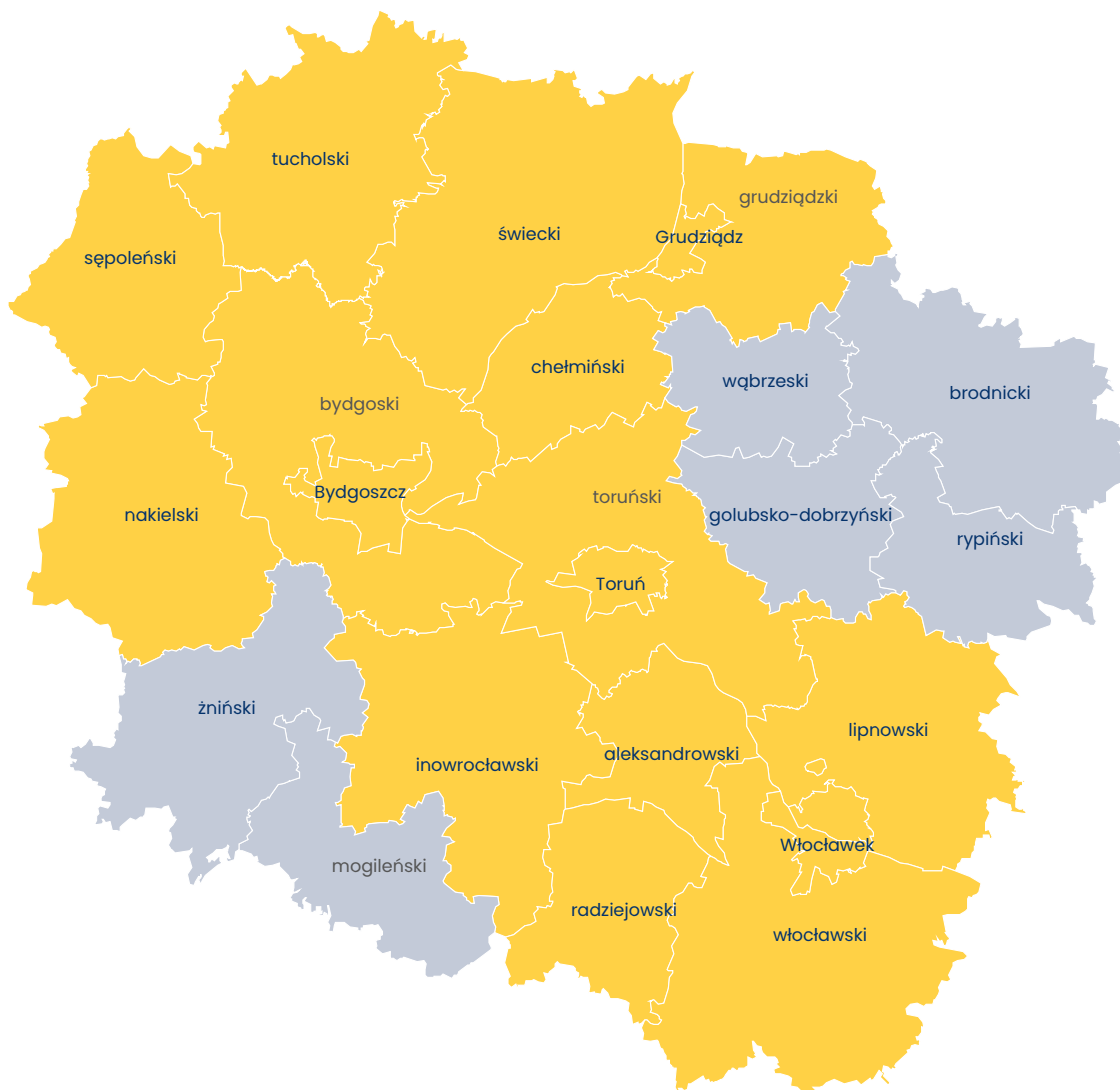 tucholski
grudziądzki
świecki
Grudziądz
sępoleński
chełmiński
wąbrzeski
brodnicki
bydgoski
Bydgoszcz
toruński
nakielski
golubsko-dobrzyński
rypiński
Toruń
żniński
lipnowski
aleksandrowski
inowrocławski
Włocławek
mogileński
radziejowski
włocławski